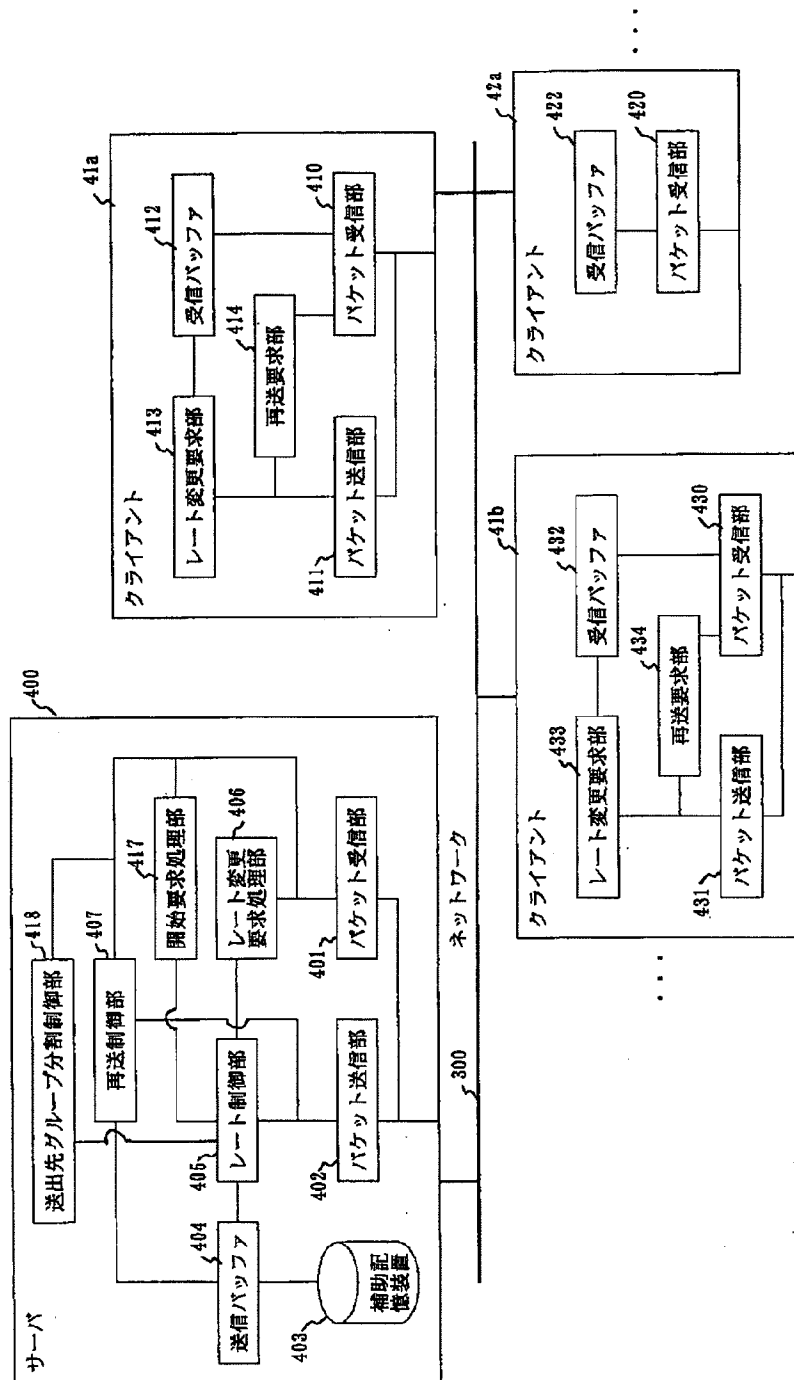 サーバ
400
送出先グループ分割制御部
418
再送制御部
407
開始要求処理部
417
レート変更
要求処理部
406
送信バッファ
404
レート制御部
405
補助記
憶装置
403
パケット送信部
402
パケット受信部
401
ネットワーク
300
クライアント
41a
レート変更要求部
413
受信バッファ
412
再送要求部
414
パケット送信部
411
パケット受信部
410
クライアント
41b
レート変更要求部
433
受信バッファ
432
再送要求部
434
パケット送信部
431
パケット受信部
430
クライアント
42a
受信バッファ
422
パケット受信部
420
・・・
・・・